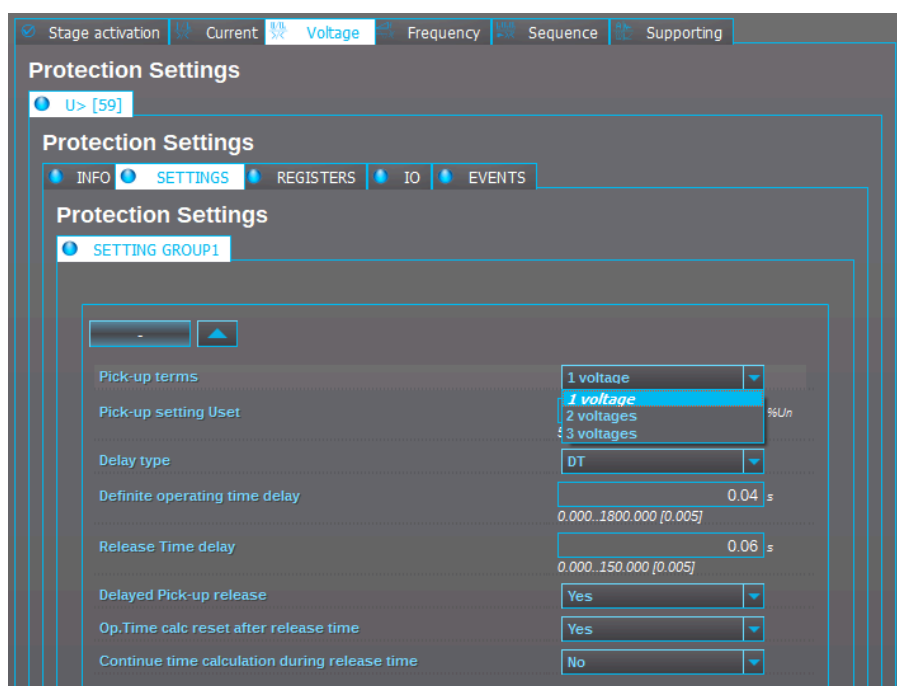 Stage activation Current Voltage Frequency Sequence Supporting
Protection Settings
U> [59]
Protection Settings
INFO SETTINGS REGISTERS IO EVENTS
Protection Settings
SETTING GROUP1
-
Pick-up terms 1 voltage
1 voltage
Pick-up setting Uset 2 voltages %Un
3 voltages
Delay type DT
Definite operating time delay 0.04 s
0.000..1800.000 [0.005]
Release Time delay 0.06 s
0.000..150.000 [0.005]
Delayed Pick-up release Yes
Op.Time calc reset after release time Yes
Continue time calculation during release time No